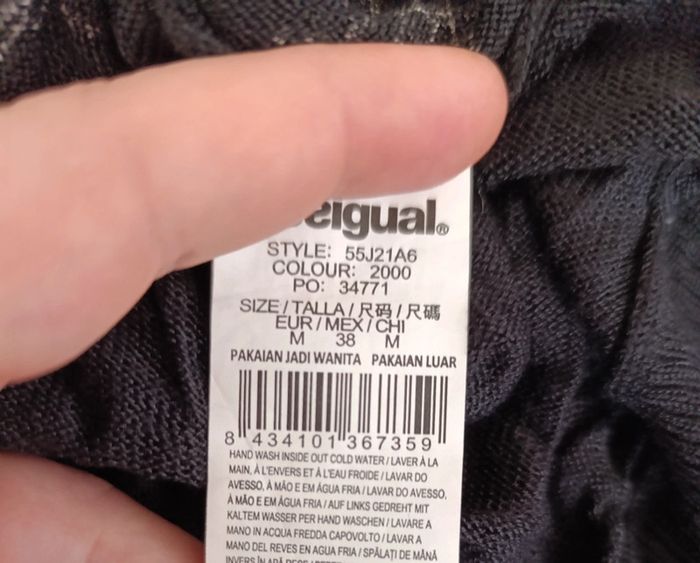 eigual®
STYLE: 55J21A6
COLOUR: 2000
PO: 34771
SIZE / TALLA / 尺码 / 尺碼
EUR / MEX / CHI
M 38 M
PAKAIAN JADI WANITA PAKAIAN LUAR
8 434101 367359
HAND WASH INSIDE OUT COLD WATER / LAVER À LA
MAIN, À L'ENVERS ET À L'EAU FROIDE / LAVAR DO
AVESSO, À MÃO E EM ÁGUA FRIA / LAVAR DO AVESSO,
À MÃO E EM ÁGUA FRIA / AUF LINKS GEDREHT MIT
KALTEM WASSER PER HAND WASCHEN / LAVARE A
MANO IN ACQUA FREDDA CAPOVOLTO / LAVAR A
MANO DEL REVES EN AGUA FRIA / SPĂLAȚI DE MÂNĂ